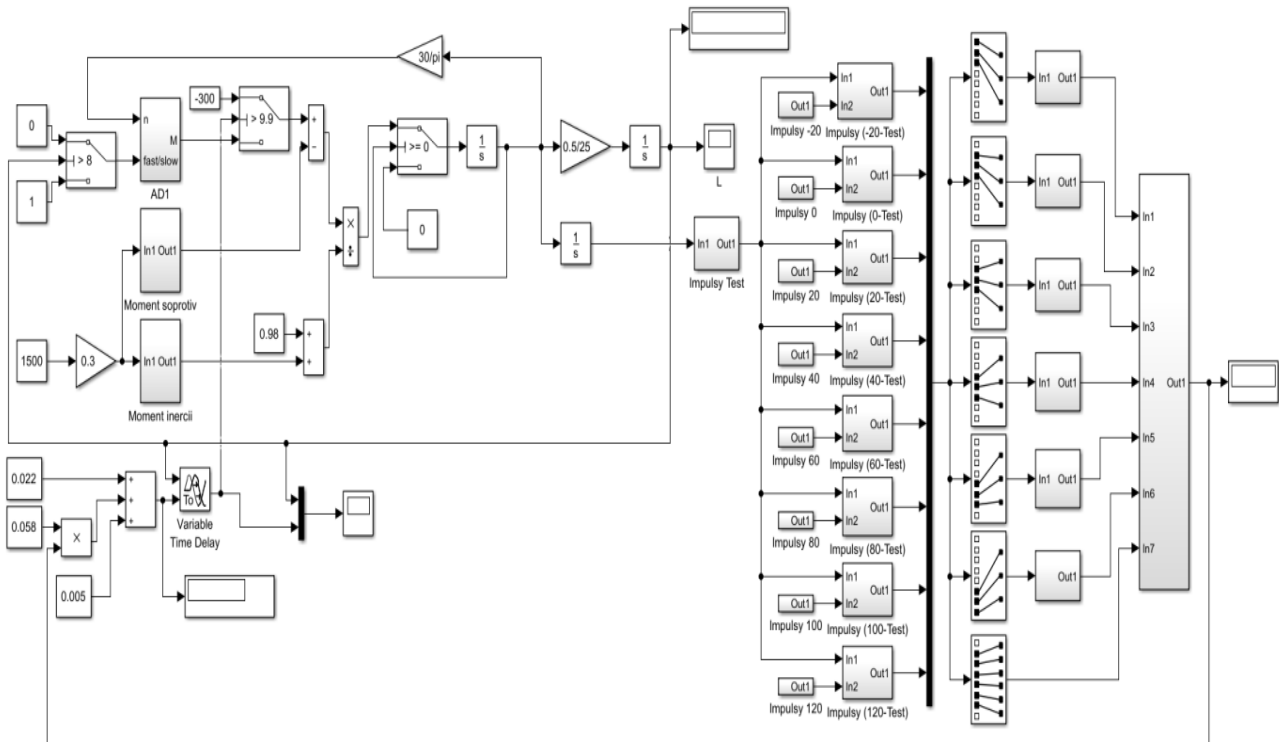 30/pi
0
1
> 8
n
M
fast/slow
AD1
-300
> 9.9
+
−
×
÷
>= 0
0
1
s
0.5/25
1
s
L
1
s
In1 Out1
Moment soprotiv
1500
0.3
In1 Out1
Moment inercii
0.98
+
+
In1 Out1
Impulsy Test
0.022
0.058
×
0.005
+
+
+
To
Variable
Time Delay
In1
In2
Out1
Out1
Impulsy -20
Impulsy (-20-Test)
In1
In2
Out1
Out1
Impulsy 0
Impulsy (0-Test)
In1
In2
Out1
Out1
Impulsy 20
Impulsy (20-Test)
In1
In2
Out1
Out1
Impulsy 40
Impulsy (40-Test)
In1
In2
Out1
Out1
Impulsy 60
Impulsy (60-Test)
In1
In2
Out1
Out1
Impulsy 80
Impulsy (80-Test)
In1
In2
Out1
Out1
Impulsy 100
Impulsy (100-Test)
In1
In2
Out1
Out1
Impulsy 120
Impulsy (120-Test)
In1 Out1
In1 Out1
In1 Out1
In1 Out1
In1 Out1
Out1
In1
In2
In3
In4
In5
In6
In7
Out1